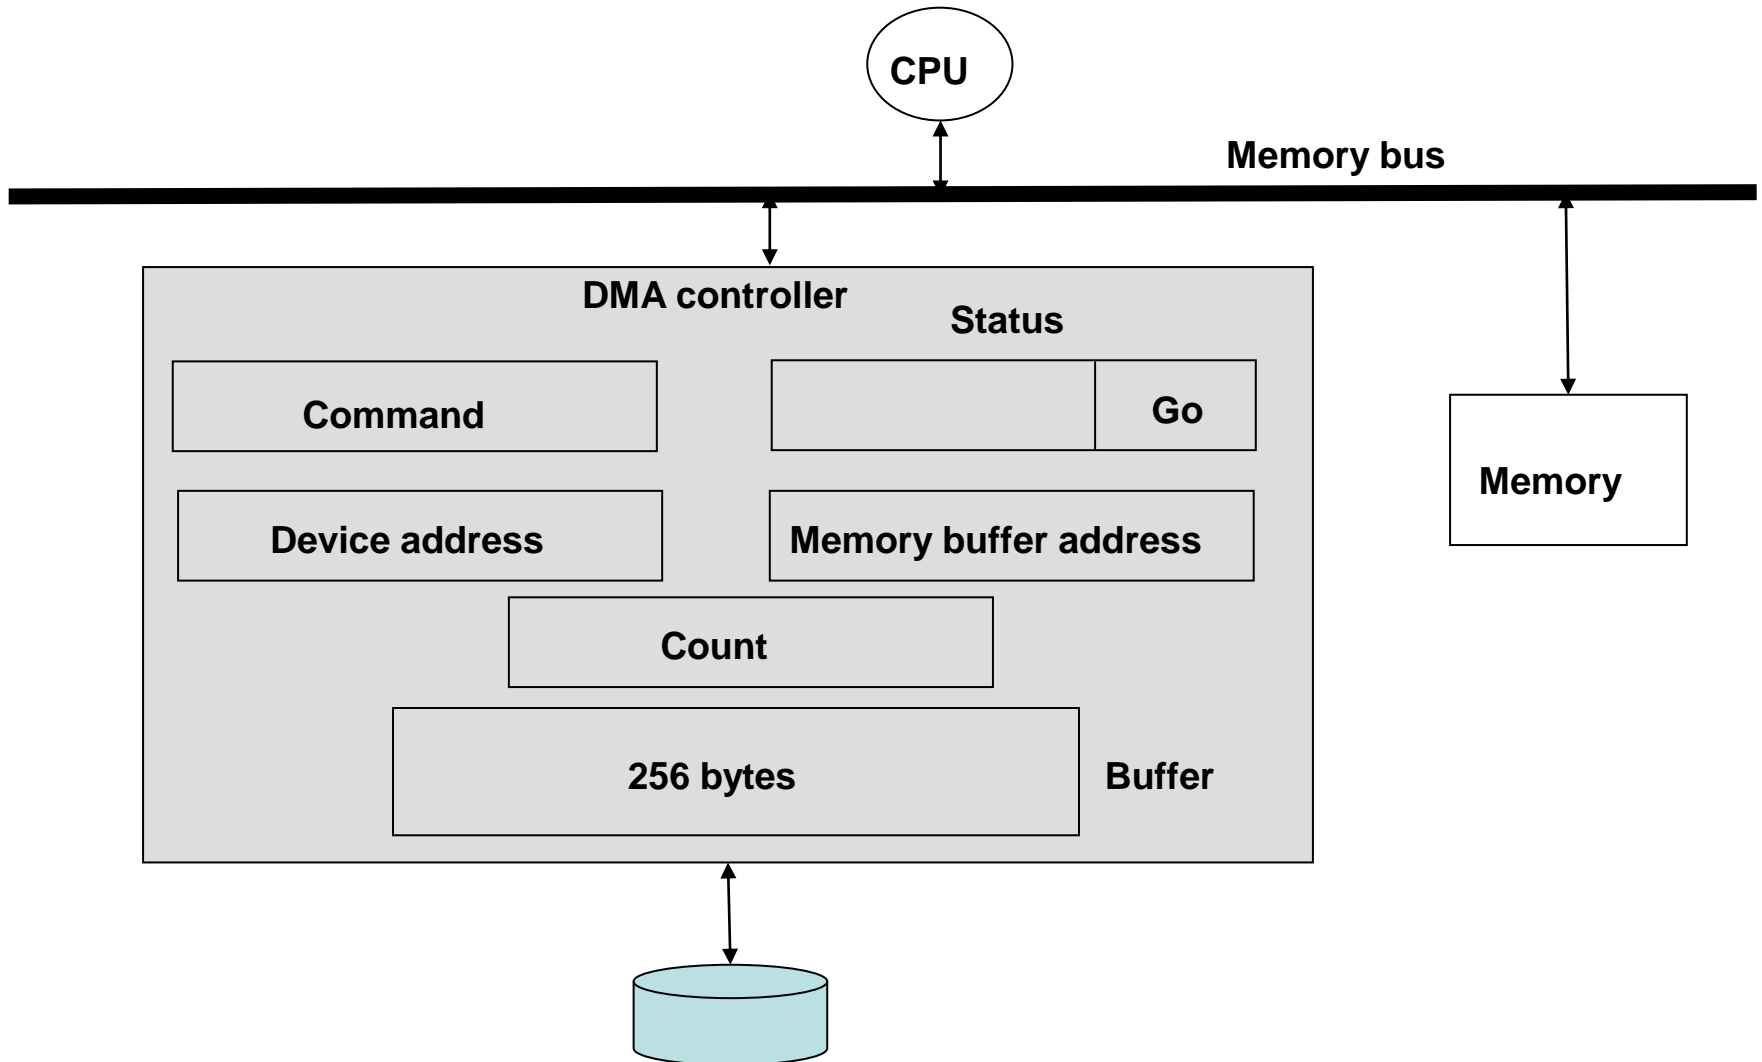 CPU
Memory bus
DMA controller
Status
Command
Go
Memory
Device address
Memory buffer address
Count
256 bytes
Buffer